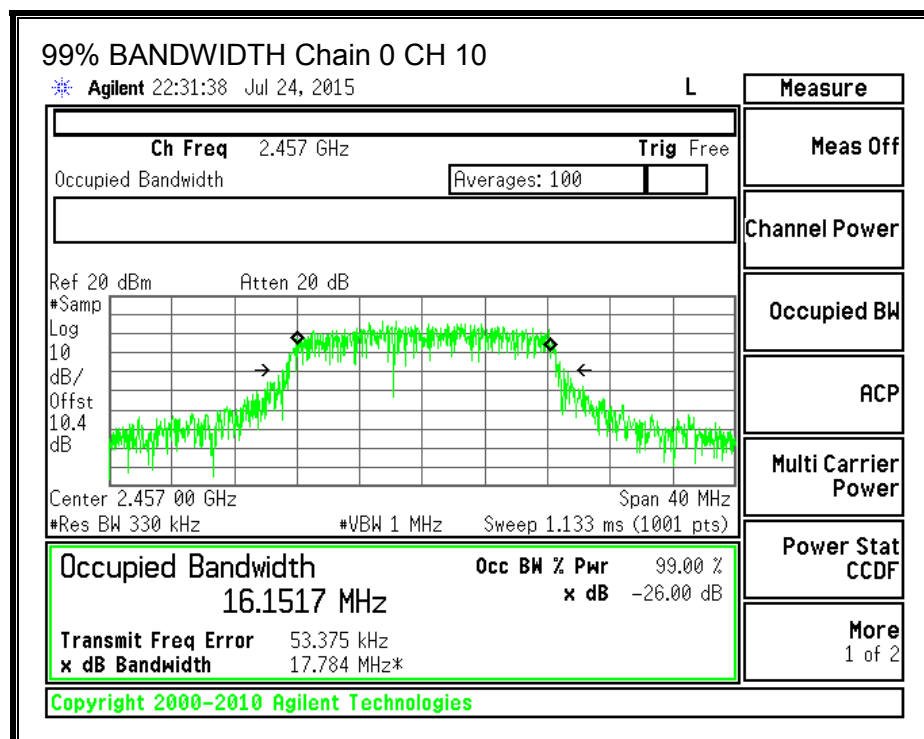 99% BANDWIDTH Chain 0 CH 10
Agilent 22:31:38 Jul 24, 2015 L
Measure
Ch Freq 2.457 GHz Trig Free
Occupied Bandwidth Averages: 100
Meas Off
Channel Power
Occupied BW
ACP
Multi Carrier
Power
Power Stat
CCDF
More
1 of 2
Ref 20 dBm Atten 20 dB
#Samp
Log
10
dB/
Offst
10.4
dB
Center 2.457 00 GHz Span 40 MHz
#Res BW 330 kHz #VBW 1 MHz Sweep 1.133 ms (1001 pts)
Occupied Bandwidth Occ BW % Pwr 99.00 %
16.1517 MHz x dB -26.00 dB
Transmit Freq Error 53.375 kHz
x dB Bandwidth 17.784 MHz*
Copyright 2000-2010 Agilent Technologies